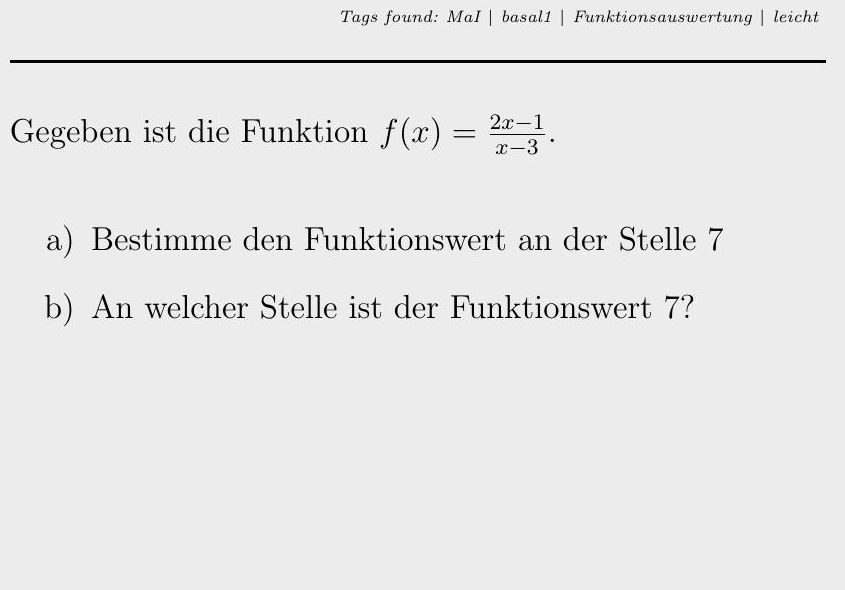 Tags found: MaI | basal1 | Funktionsauswertung | leicht
Gegeben ist die Funktion f(x) = \frac{2x-1}{x-3}.
a) Bestimme den Funktionswert an der Stelle 7
b) An welcher Stelle ist der Funktionswert 7?